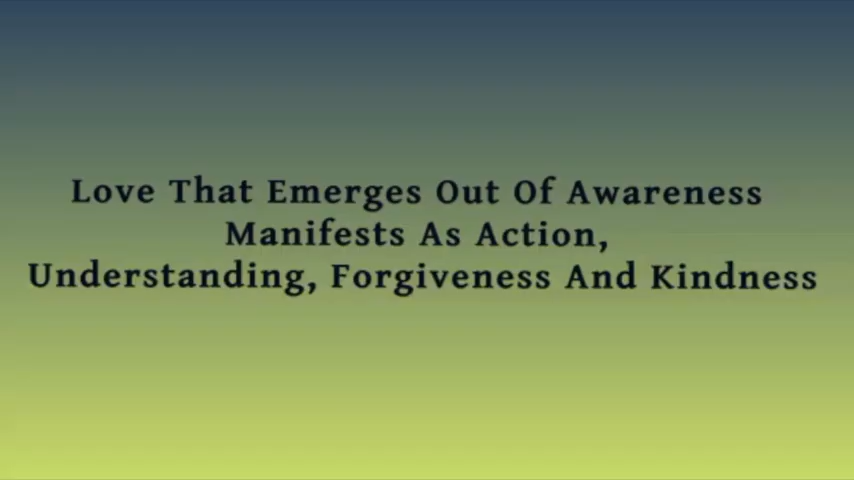 Love That Emerges Out Of Awareness
Manifests As Action,
Understanding, Forgiveness And Kindness